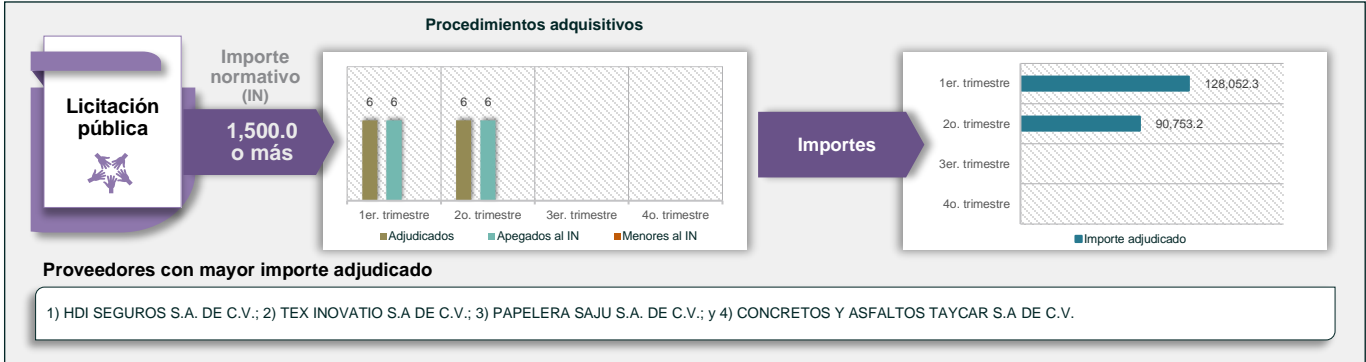 Procedimientos adquisitivos
Licitación
pública
Importe
normativo
(IN)
1,500.0
o más
6 6 6 6
1er. trimestre 2o. trimestre 3er. trimestre 4o. trimestre
Adjudicados Apegados al IN Menores al IN
Importes
1er. trimestre 128,052.3
2o. trimestre 90,753.2
3er. trimestre
4o. trimestre
Importe adjudicado
Proveedores con mayor importe adjudicado
1) HDI SEGUROS S.A. DE C.V.; 2) TEX INOVATIO S.A DE C.V.; 3) PAPELERA SAJU S.A. DE C.V.; y 4) CONCRETOS Y ASFALTOS TAYCAR S.A DE C.V.